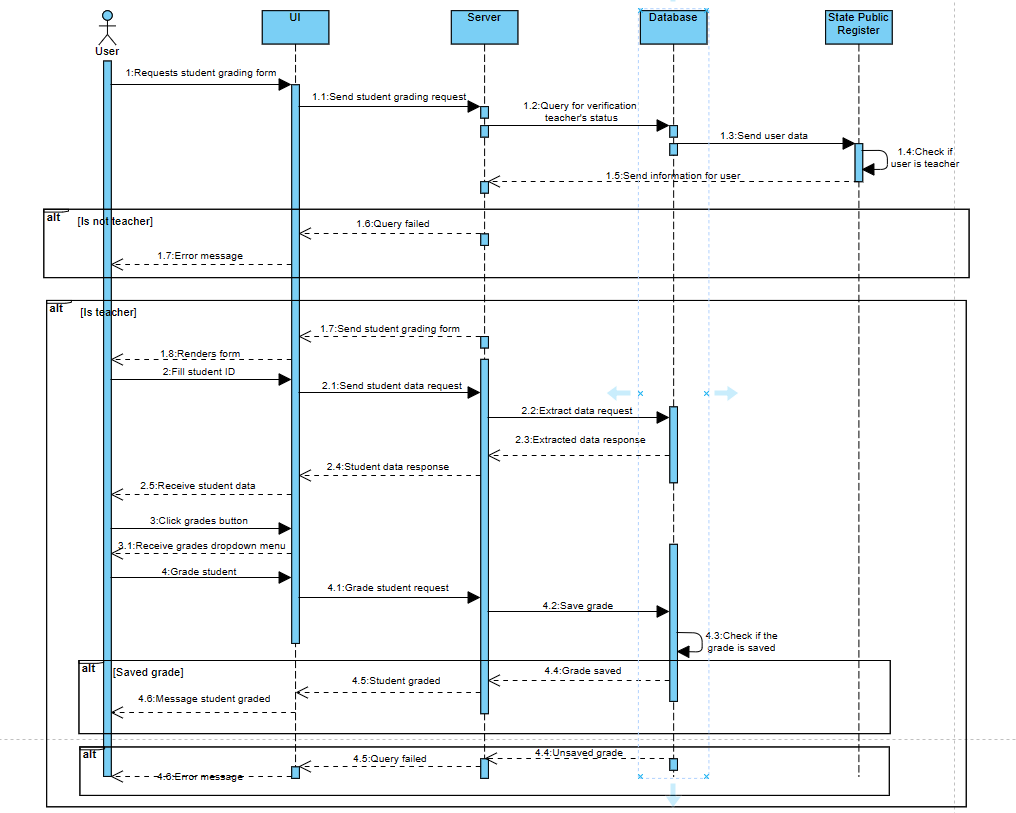 UI
Server
Database
State Public
Register
User
1:Requests student grading form
1.1:Send student grading request
1.2:Query for verification
teacher's status
1.3:Send user data
1.4:Check if
user is teacher
1.5:Send information for user
alt
[Is not teacher]
1.6:Query failed
1.7:Error message
alt
[Is teacher]
1.7:Send student grading form
1.8:Renders form
2:Fill student ID
2.1:Send student data request
2.2:Extract data request
2.3:Extracted data response
2.4:Student data response
2.5:Receive student data
3:Click grades button
3.1:Receive grades dropdown menu
4:Grade student
4.1:Grade student request
4.2:Save grade
4.3:Check if the
grade is saved
alt
[Saved grade]
4.4:Grade saved
4.5:Student graded
4.6:Message student graded
alt
4.4:Unsaved grade
4.5:Query failed
4.6:Error message